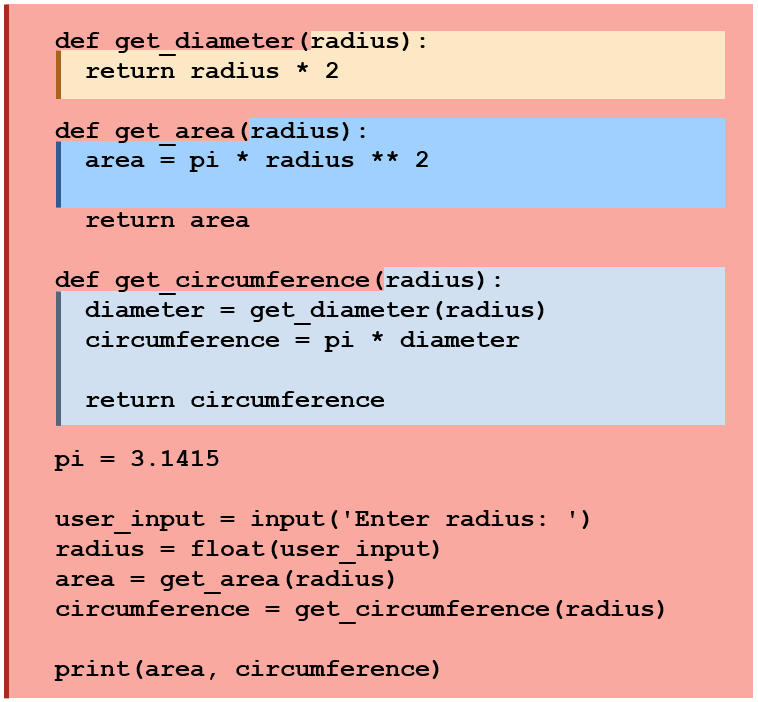 def get_diameter(radius):
  return radius * 2

def get_area(radius):
  area = pi * radius ** 2

  return area

def get_circumference(radius):
  diameter = get_diameter(radius)
  circumference = pi * diameter

  return circumference

pi = 3.1415

user_input = input('Enter radius: ')
radius = float(user_input)
area = get_area(radius)
circumference = get_circumference(radius)

print(area, circumference)